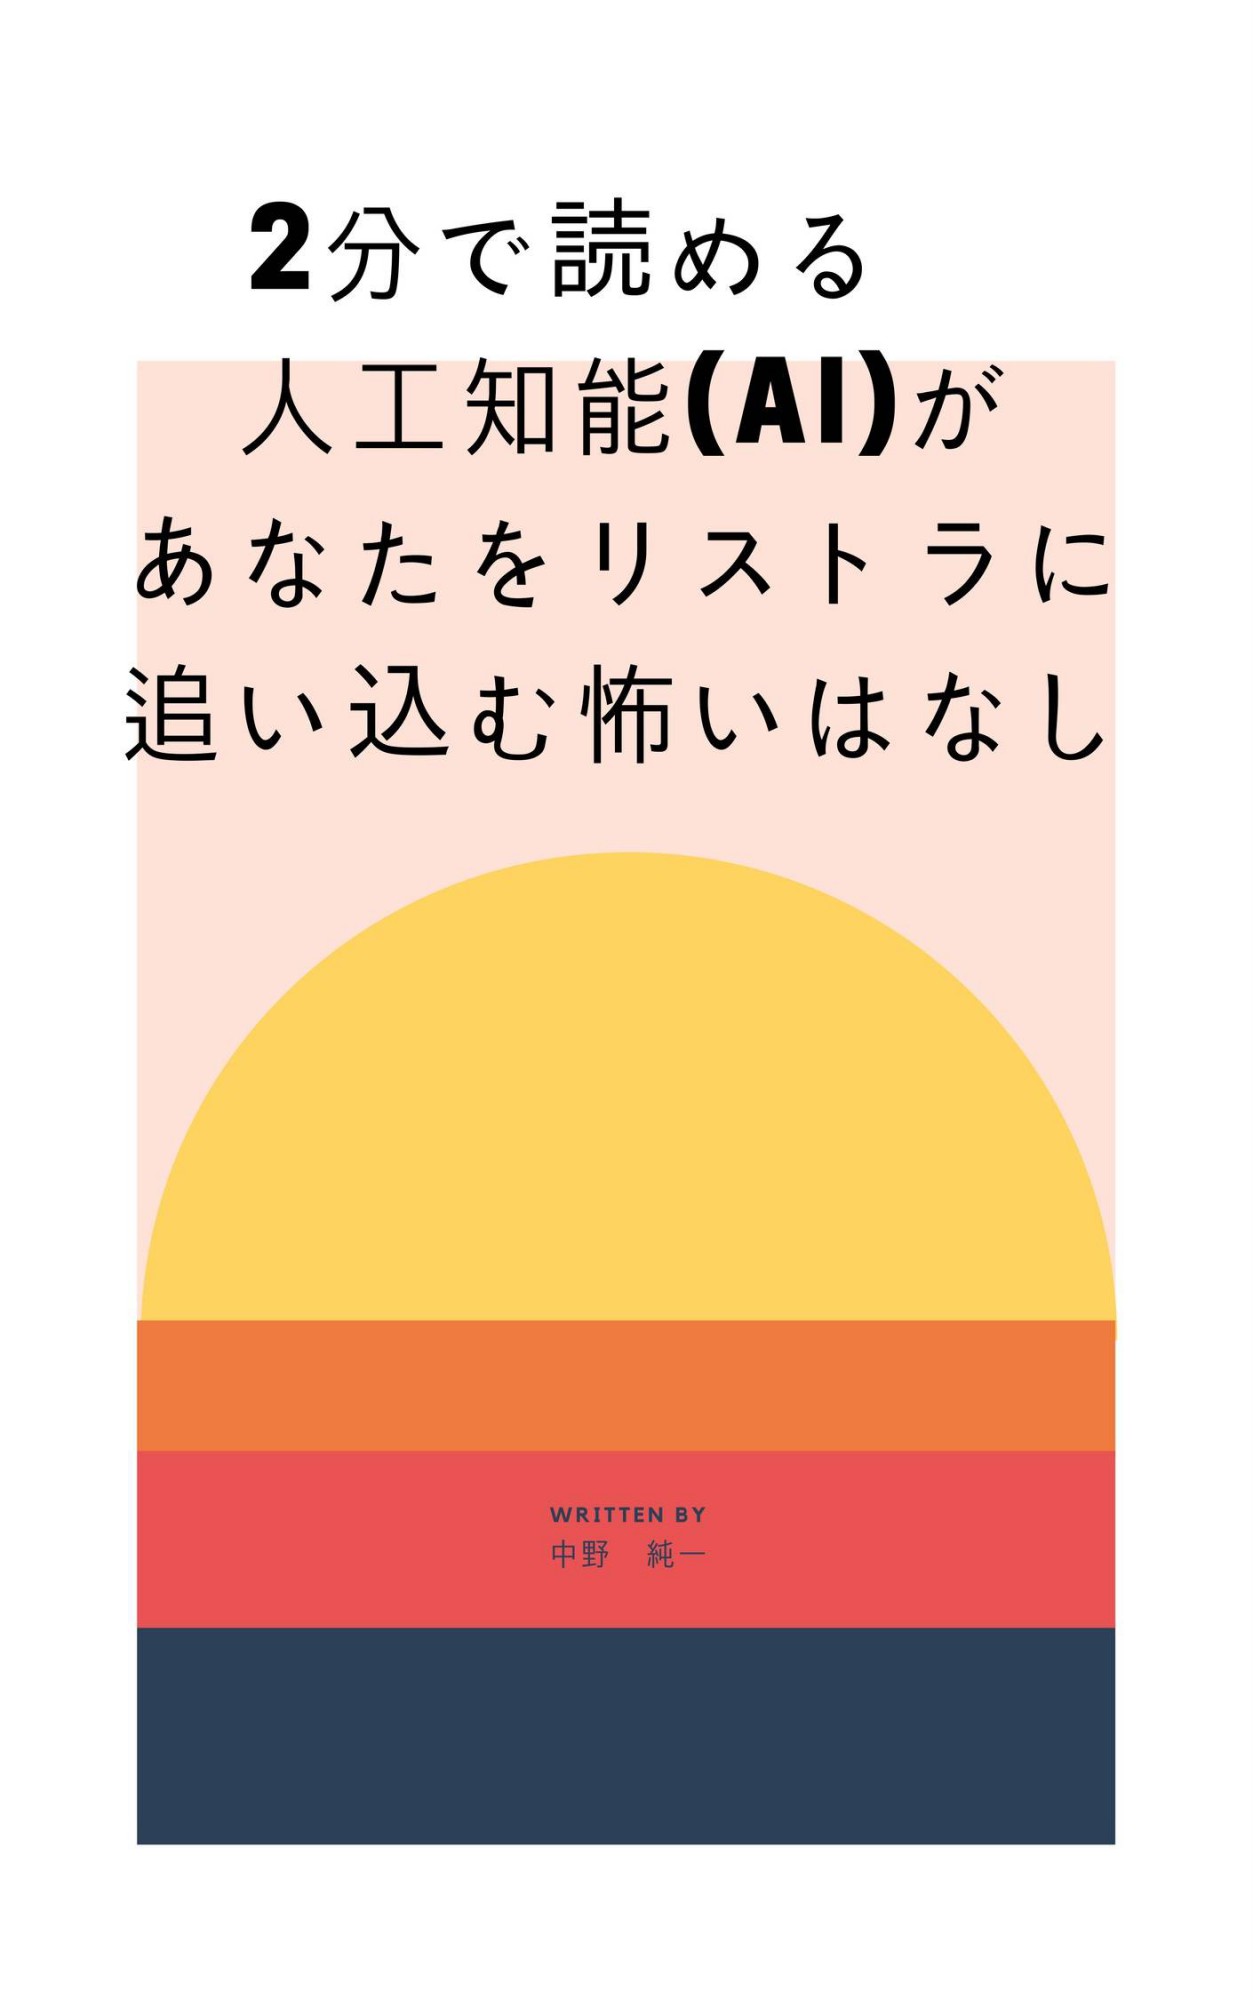 2分で読める
人工知能(AI)が
あなたをリストラに
追い込む怖いはなし
WRITTEN BY
中野　純一